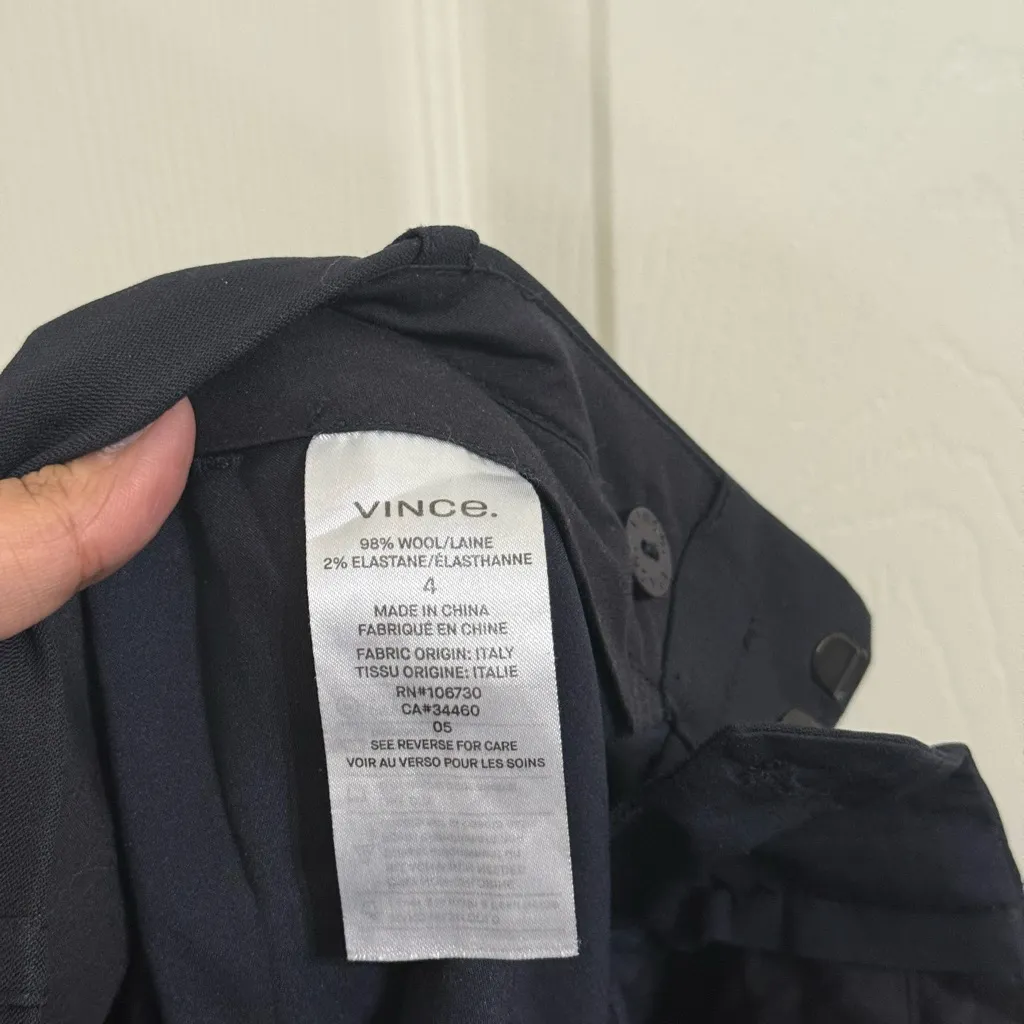 VINCe.
98% WOOL/LAINE
2% ELASTANE/ÉLASTHANNE
4
MADE IN CHINA
FABRIQUÉ EN CHINE
FABRIC ORIGIN: ITALY
TISSU ORIGINE: ITALIE
RN#106730
CA#34460
05
SEE REVERSE FOR CARE
VOIR AU VERSO POUR LES SOINS